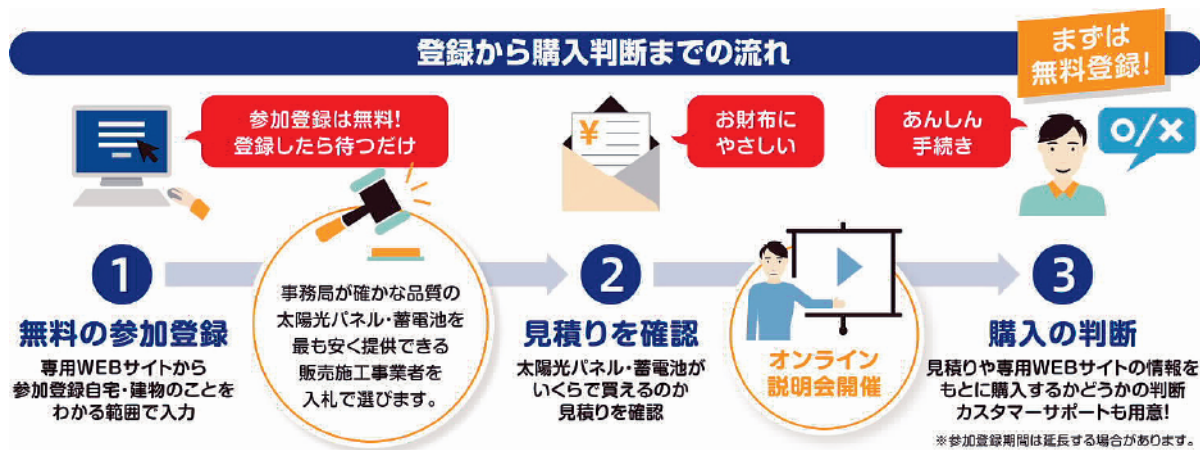 登録から購入判断までの流れ
まずは
無料登録!
参加登録は無料!
登録したら待つだけ
¥
お財布に
やさしい
あんしん
手続き
O/×
1
無料の参加登録
専用WEBサイトから
参加登録自宅・建物のことを
わかる範囲で入力
事務局が確かな品質の
太陽光パネル・蓄電池を
最も安く提供できる
販売施工事業者を
入札で選びます。
2
見積りを確認
太陽光パネル・蓄電池が
いくらで買えるのか
見積りを確認
オンライン
説明会開催
3
購入の判断
見積りや専用WEBサイトの情報を
もとに購入するかどうかの判断
カスタマーサポートも用意!
※参加登録期間は延長する場合があります。